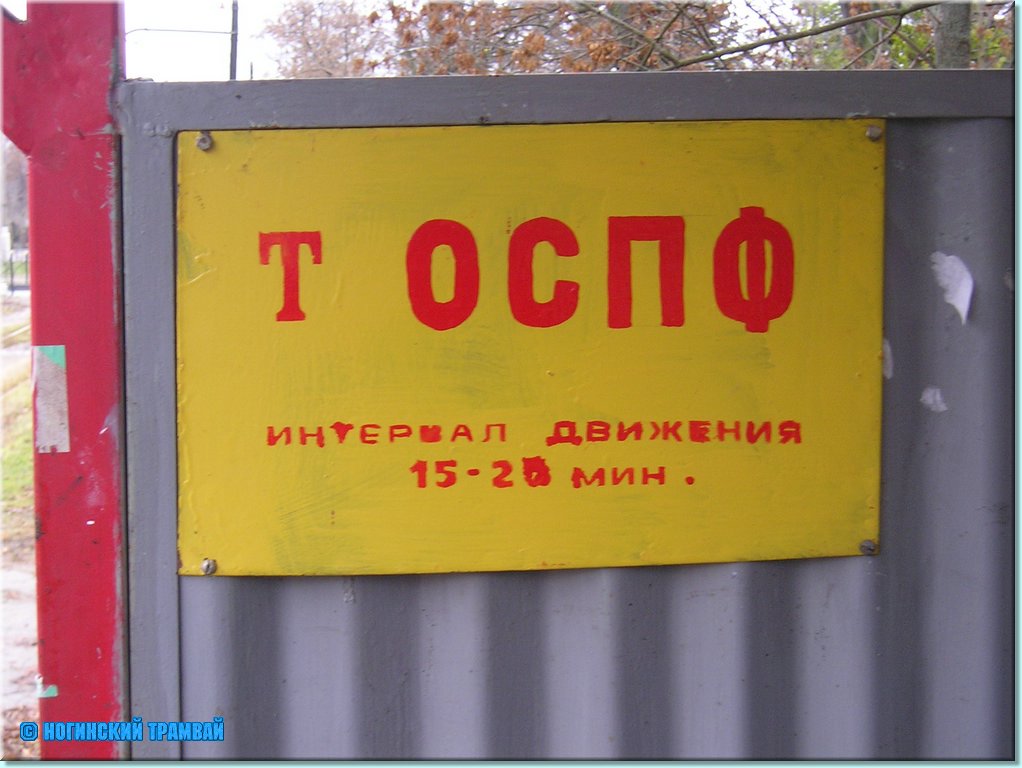 Т ОСПФ
ИНТЕРВАЛ ДВИЖЕНИЯ
15-20 МИН.
© НОГИНСКИЙ ТРАМВАЙ